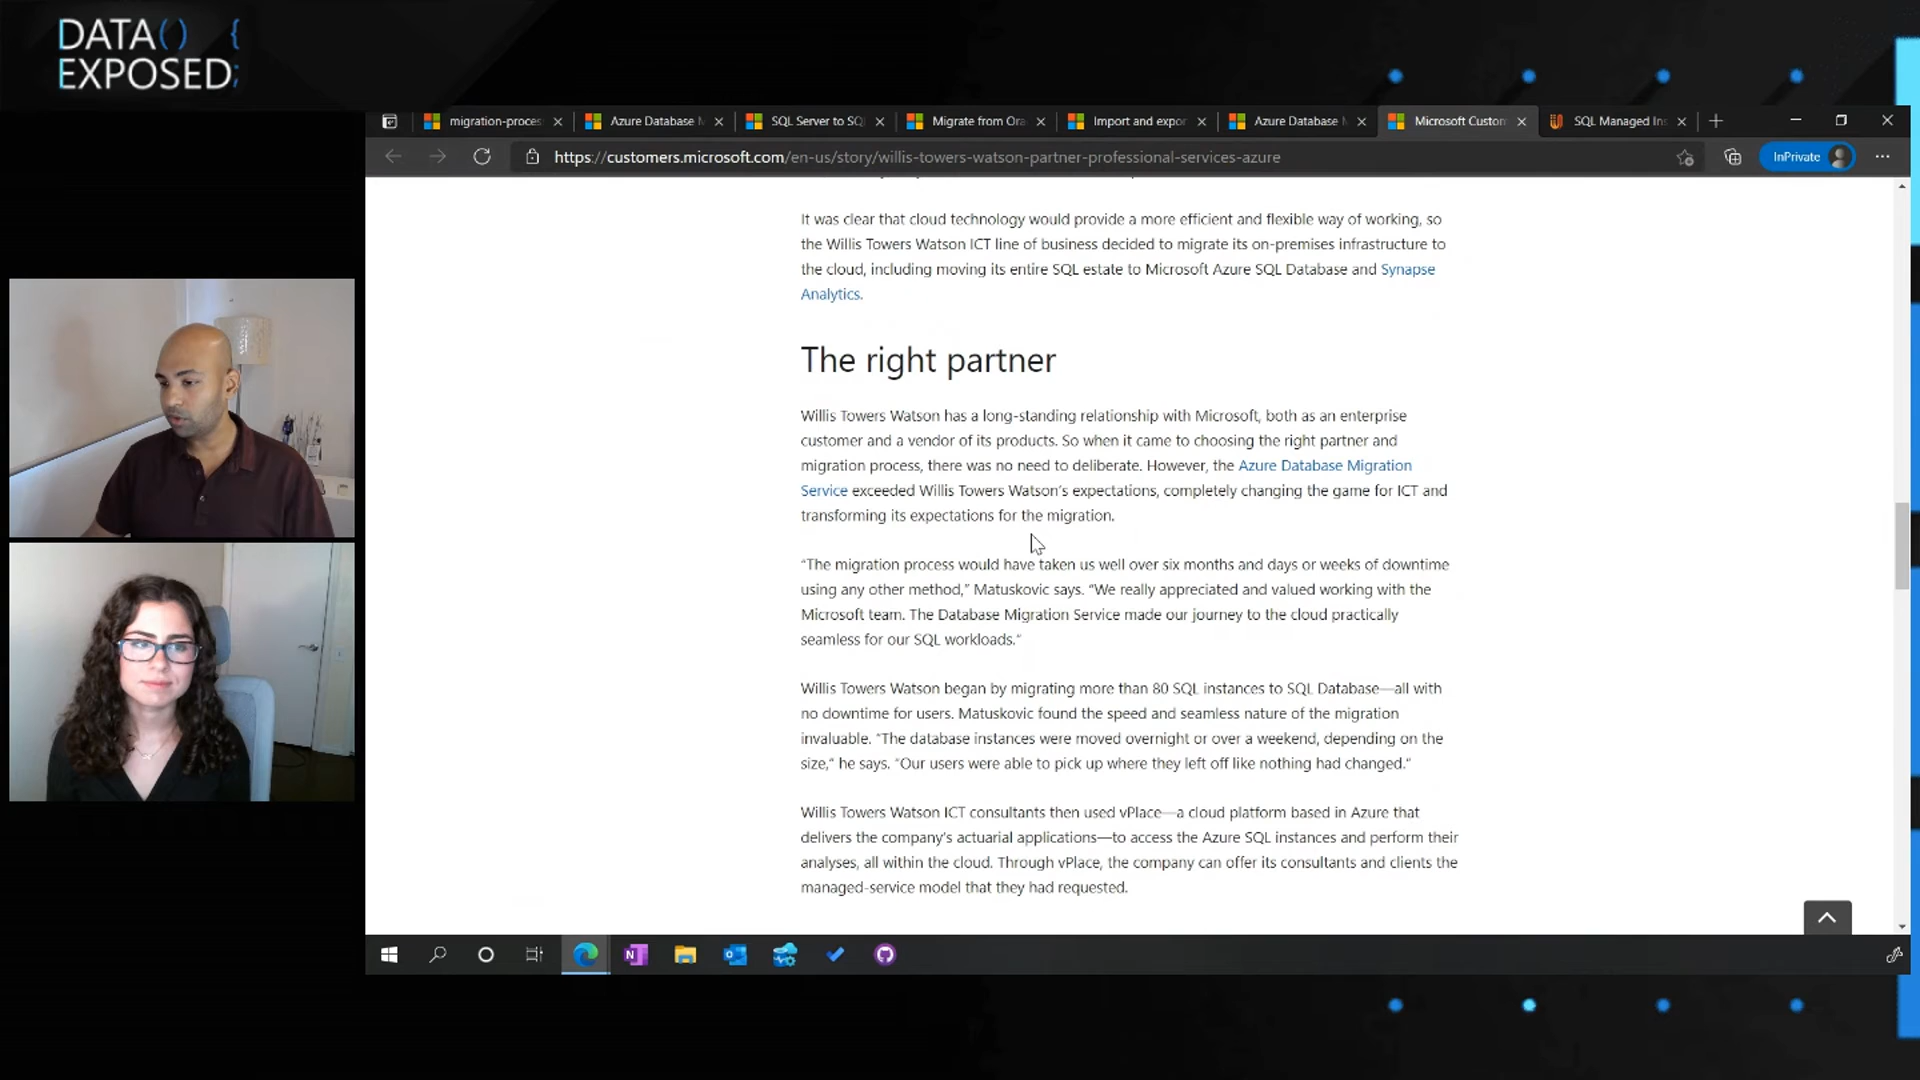 DATA() {
EXPOSED;
migration-proces
Azure Database M
SQL Server to SQ
Migrate from Ora
Import and expor
Azure Database M
Microsoft Custom
SQL Managed Ins
https://customers.microsoft.com/en-us/story/willis-towers-watson-partner-professional-services-azure
InPrivate
It was clear that cloud technology would provide a more efficient and flexible way of working, so
the Willis Towers Watson ICT line of business decided to migrate its on-premises infrastructure to
the cloud, including moving its entire SQL estate to Microsoft Azure SQL Database and Synapse
Analytics.
The right partner
Willis Towers Watson has a long-standing relationship with Microsoft, both as an enterprise
customer and a vendor of its products. So when it came to choosing the right partner and
migration process, there was no need to deliberate. However, the Azure Database Migration
Service exceeded Willis Towers Watson's expectations, completely changing the game for ICT and
transforming its expectations for the migration.
“The migration process would have taken us well over six months and days or weeks of downtime
using any other method,” Matuskovic says. “We really appreciated and valued working with the
Microsoft team. The Database Migration Service made our journey to the cloud practically
seamless for our SQL workloads.”
Willis Towers Watson began by migrating more than 80 SQL instances to SQL Database—all with
no downtime for users. Matuskovic found the speed and seamless nature of the migration
invaluable. “The database instances were moved overnight or over a weekend, depending on the
size,” he says. “Our users were able to pick up where they left off like nothing had changed.”
Willis Towers Watson ICT consultants then used vPlace—a cloud platform based in Azure that
delivers the company's actuarial applications—to access the Azure SQL instances and perform their
analyses, all within the cloud. Through vPlace, the company can offer its consultants and clients the
managed-service model that they had requested.